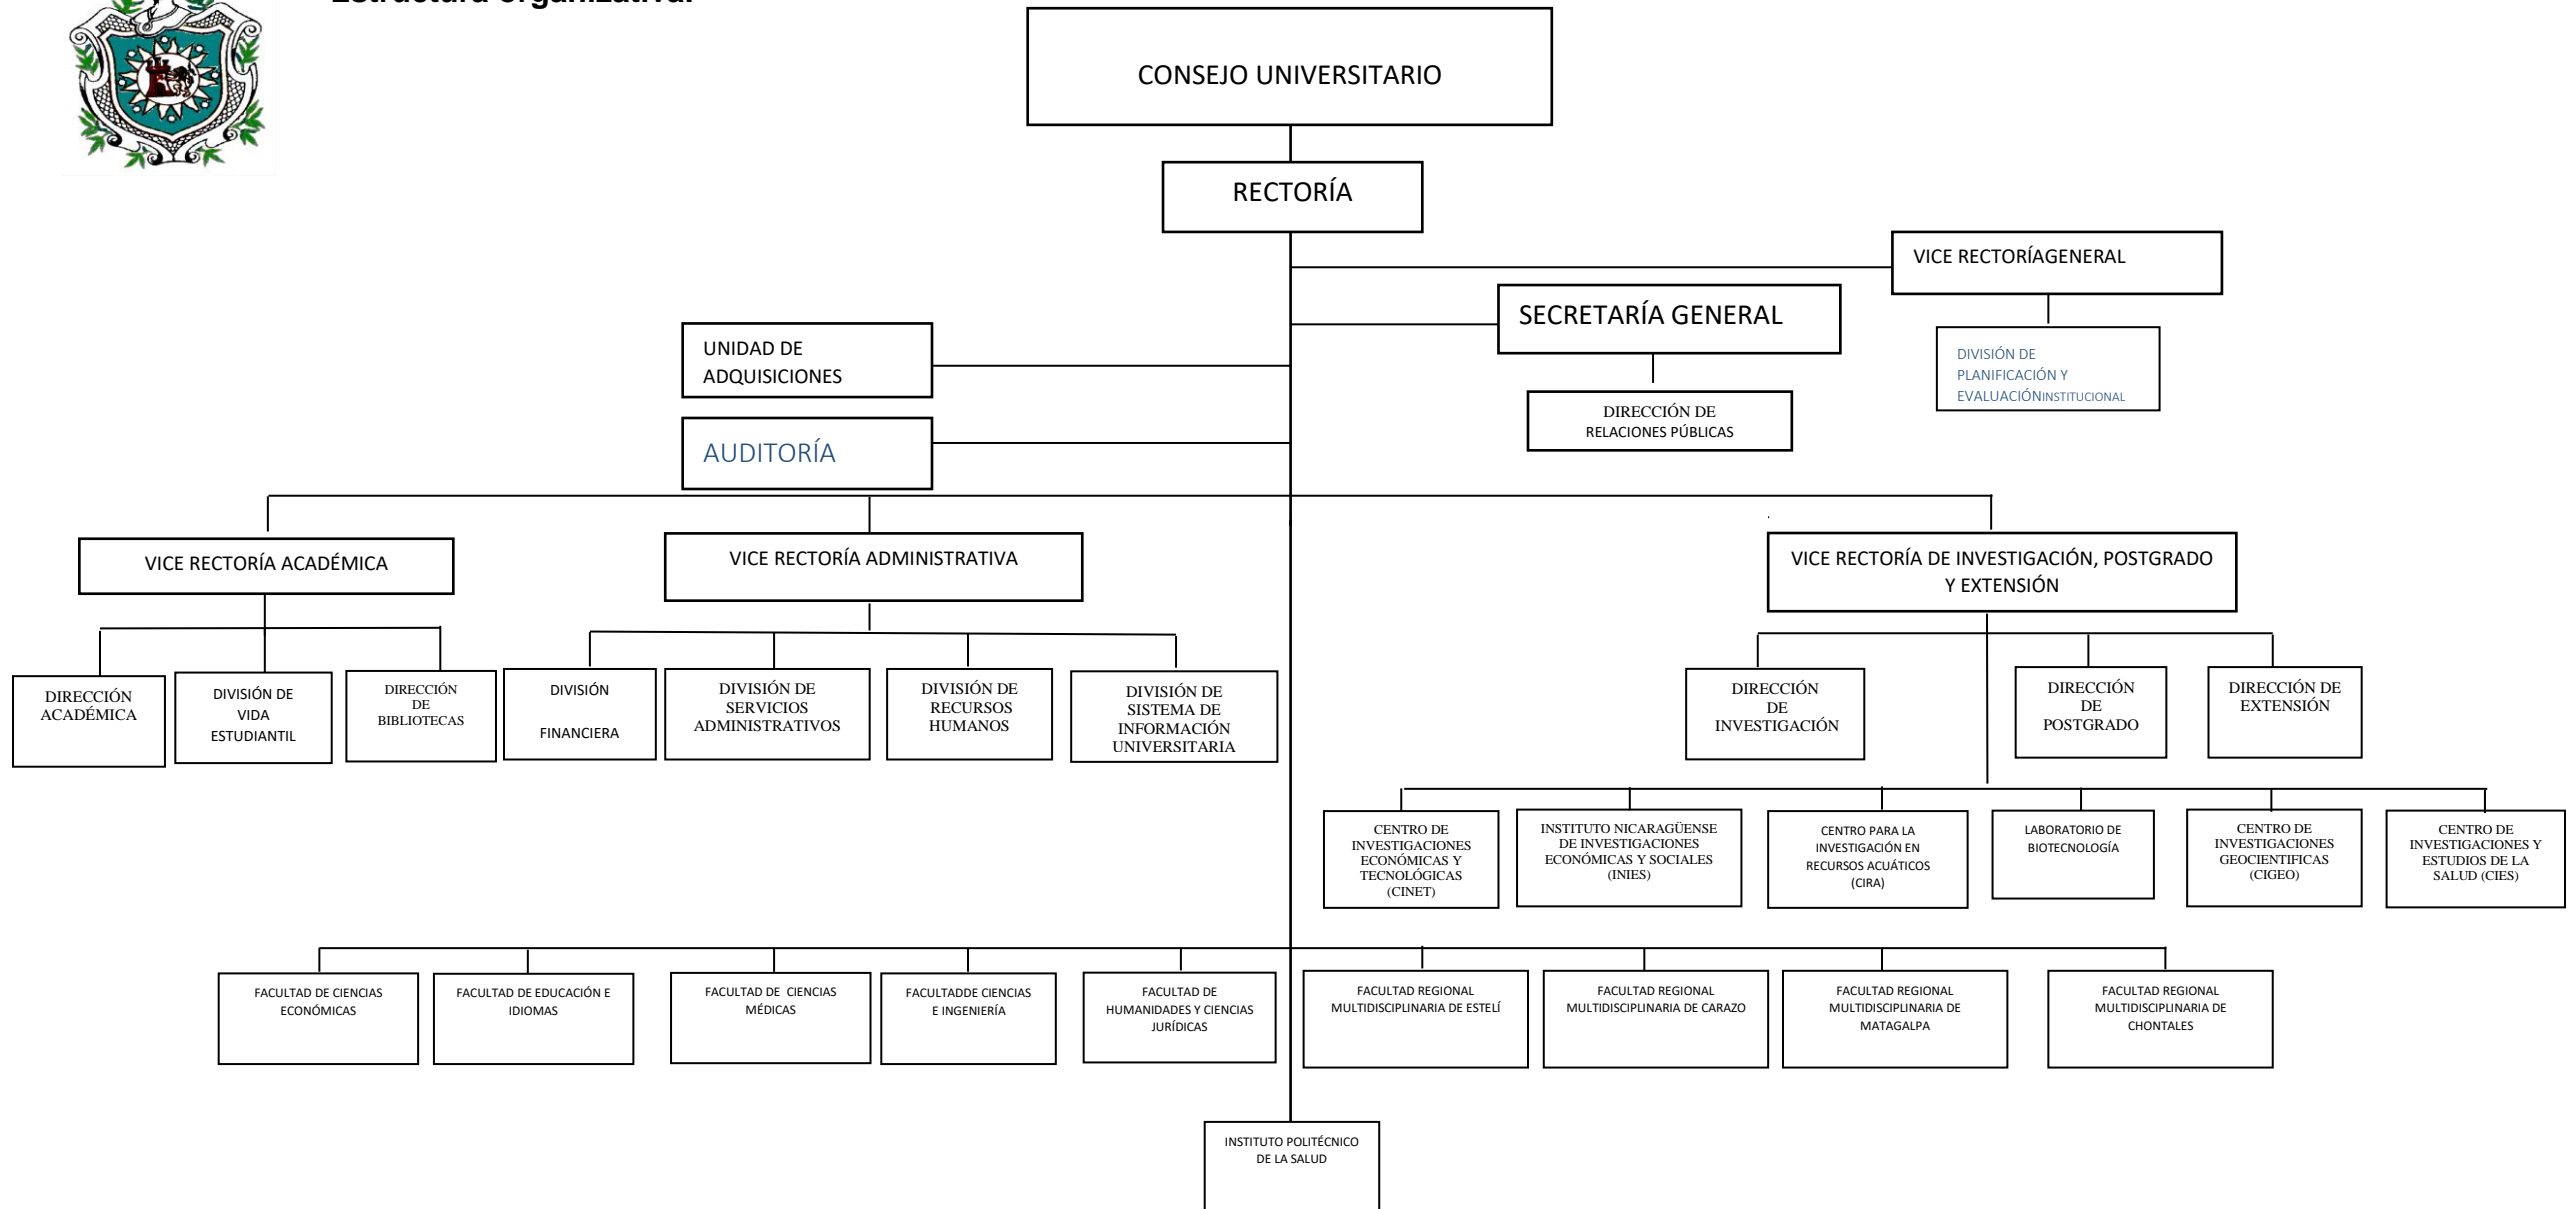 Estructura organizativa.
CONSEJO UNIVERSITARIO
RECTORÍA
VICE RECTORÍAGENERAL
SECRETARÍA GENERAL
UNIDAD DE
ADQUISICIONES
DIVISIÓN DE
PLANIFICACIÓN Y
EVALUACIÓNINSTITUCIONAL
DIRECCIÓN DE
RELACIONES PÚBLICAS
AUDITORÍA
VICE RECTORÍA ACADÉMICA
VICE RECTORÍA ADMINISTRATIVA
VICE RECTORÍA DE INVESTIGACIÓN, POSTGRADO
Y EXTENSIÓN
DIRECCIÓN
ACADÉMICA
DIVISIÓN DE
VIDA
ESTUDIANTIL
DIRECCIÓN
DE
BIBLIOTECAS
DIVISIÓN
FINANCIERA
DIVISIÓN DE
SERVICIOS
ADMINISTRATIVOS
DIVISIÓN DE
RECURSOS
HUMANOS
DIVISIÓN DE
SISTEMA DE
INFORMACIÓN
UNIVERSITARIA
DIRECCIÓN
DE
INVESTIGACIÓN
DIRECCIÓN
DE
POSTGRADO
DIRECCIÓN DE
EXTENSIÓN
CENTRO DE
INVESTIGACIONES
ECONÓMICAS Y
TECNOLÓGICAS
(CINET)
INSTITUTO NICARAGÜENSE
DE INVESTIGACIONES
ECONÓMICAS Y SOCIALES
(INIES)
CENTRO PARA LA
INVESTIGACIÓN EN
RECURSOS ACUÁTICOS
(CIRA)
LABORATORIO DE
BIOTECNOLOGÍA
CENTRO DE
INVESTIGACIONES
GEOCIENTIFICAS
(CIGEO)
CENTRO DE
INVESTIGACIONES Y
ESTUDIOS DE LA
SALUD (CIES)
FACULTAD DE CIENCIAS
ECONÓMICAS
FACULTAD DE EDUCACIÓN E
IDIOMAS
FACULTAD DE CIENCIAS
MÉDICAS
FACULTADDE CIENCIAS
E INGENIERÍA
FACULTAD DE
HUMANIDADES Y CIENCIAS
JURÍDICAS
FACULTAD REGIONAL
MULTIDISCIPLINARIA DE ESTELÍ
FACULTAD REGIONAL
MULTIDISCIPLINARIA DE CARAZO
FACULTAD REGIONAL
MULTIDISCIPLINARIA DE
MATAGALPA
FACULTAD REGIONAL
MULTIDISCIPLINARIA DE
CHONTALES
INSTITUTO POLITÉCNICO
DE LA SALUD